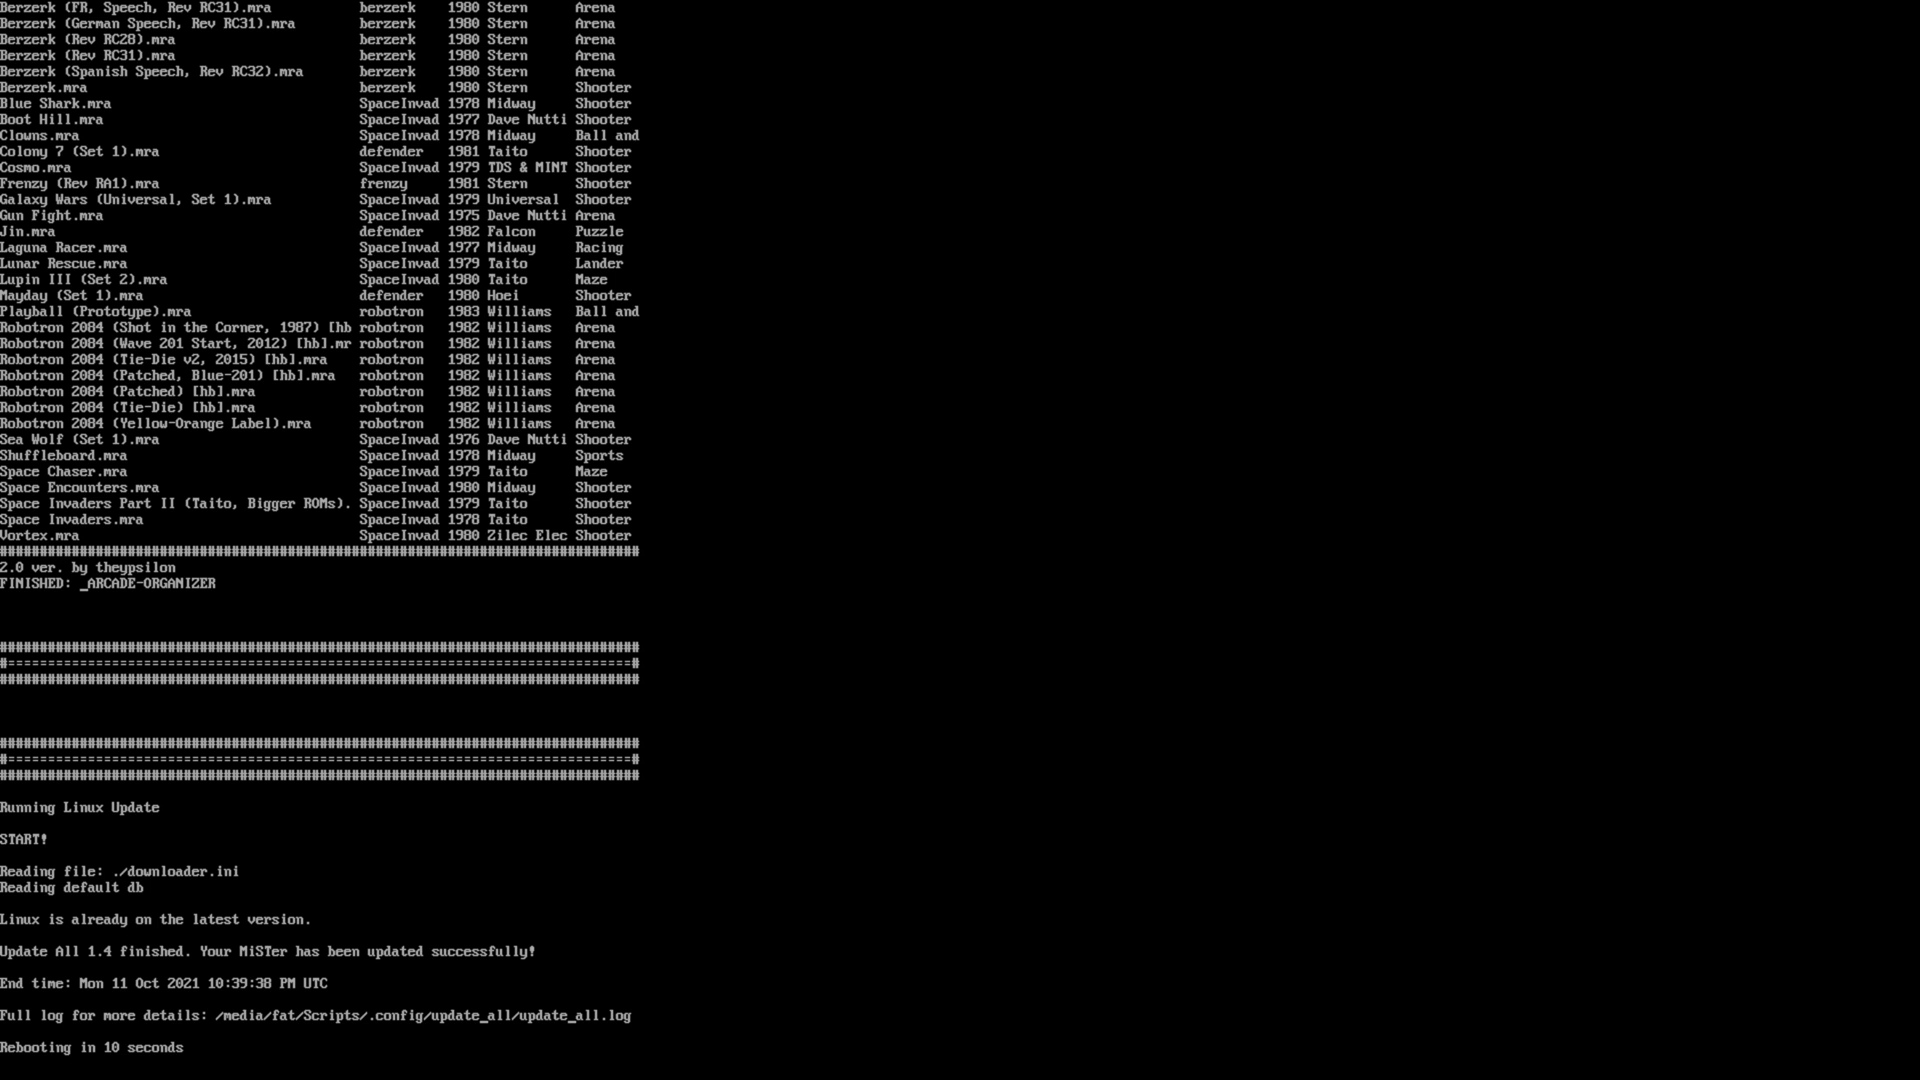 Berzerk (FR, Speech, Rev RC31).mra           berzerk    1980 Stern      Arena
Berzerk (German Speech, Rev RC31).mra        berzerk    1980 Stern      Arena
Berzerk (Rev RC28).mra                       berzerk    1980 Stern      Arena
Berzerk (Rev RC31).mra                       berzerk    1980 Stern      Arena
Berzerk (Spanish Speech, Rev RC32).mra       berzerk    1980 Stern      Arena
Berzerk.mra                                  berzerk    1980 Stern      Shooter
Blue Shark.mra                               SpaceInvad 1978 Midway     Shooter
Boot Hill.mra                                SpaceInvad 1977 Dave Nutti Shooter
Clowns.mra                                   SpaceInvad 1978 Midway     Ball and
Colony 7 (Set 1).mra                         defender   1981 Taito      Shooter
Cosmo.mra                                    SpaceInvad 1979 TDS & MINT Shooter
Frenzy (Rev RA1).mra                         frenzy     1981 Stern      Shooter
Galaxy Wars (Universal, Set 1).mra           SpaceInvad 1979 Universal  Shooter
Gun Fight.mra                                SpaceInvad 1975 Dave Nutti Arena
Jin.mra                                      defender   1982 Falcon     Puzzle
Laguna Racer.mra                             SpaceInvad 1977 Midway     Racing
Lunar Rescue.mra                             SpaceInvad 1979 Taito      Lander
Lupin III (Set 2).mra                        SpaceInvad 1980 Taito      Maze
Mayday (Set 1).mra                           defender   1980 Hoei       Shooter
Playball (Prototype).mra                     robotron   1983 Williams   Ball and
Robotron 2084 (Shot in the Corner, 1987) [hb robotron   1982 Williams   Arena
Robotron 2084 (Wave 201 Start, 2012) [hb].mr robotron   1982 Williams   Arena
Robotron 2084 (Tie-Die v2, 2015) [hb].mra    robotron   1982 Williams   Arena
Robotron 2084 (Patched, Blue-201) [hb].mra   robotron   1982 Williams   Arena
Robotron 2084 (Patched) [hb].mra             robotron   1982 Williams   Arena
Robotron 2084 (Tie-Die) [hb].mra             robotron   1982 Williams   Arena
Robotron 2084 (Yellow-Orange Label).mra      robotron   1982 Williams   Arena
Sea Wolf (Set 1).mra                         SpaceInvad 1976 Dave Nutti Shooter
Shuffleboard.mra                             SpaceInvad 1978 Midway     Sports
Space Chaser.mra                             SpaceInvad 1979 Taito      Maze
Space Encounters.mra                         SpaceInvad 1980 Midway     Shooter
Space Invaders Part II (Taito, Bigger ROMs). SpaceInvad 1979 Taito      Shooter
Space Invaders.mra                           SpaceInvad 1978 Taito      Shooter
Vortex.mra                                   SpaceInvad 1980 Zilec Elec Shooter
################################################################################
2.0 ver. by theypsilon
FINISHED: _ARCADE-ORGANIZER
################################################################################
#==============================================================================#
################################################################################
################################################################################
#==============================================================================#
################################################################################
Running Linux Update
START!
Reading file: ./downloader.ini
Reading default db
Linux is already on the latest version.
Update All 1.4 finished. Your MiSTer has been updated successfully!
End time: Mon 11 Oct 2021 10:39:38 PM UTC
Full log for more details: /media/fat/Scripts/.config/update_all/update_all.log
Rebooting in 10 seconds